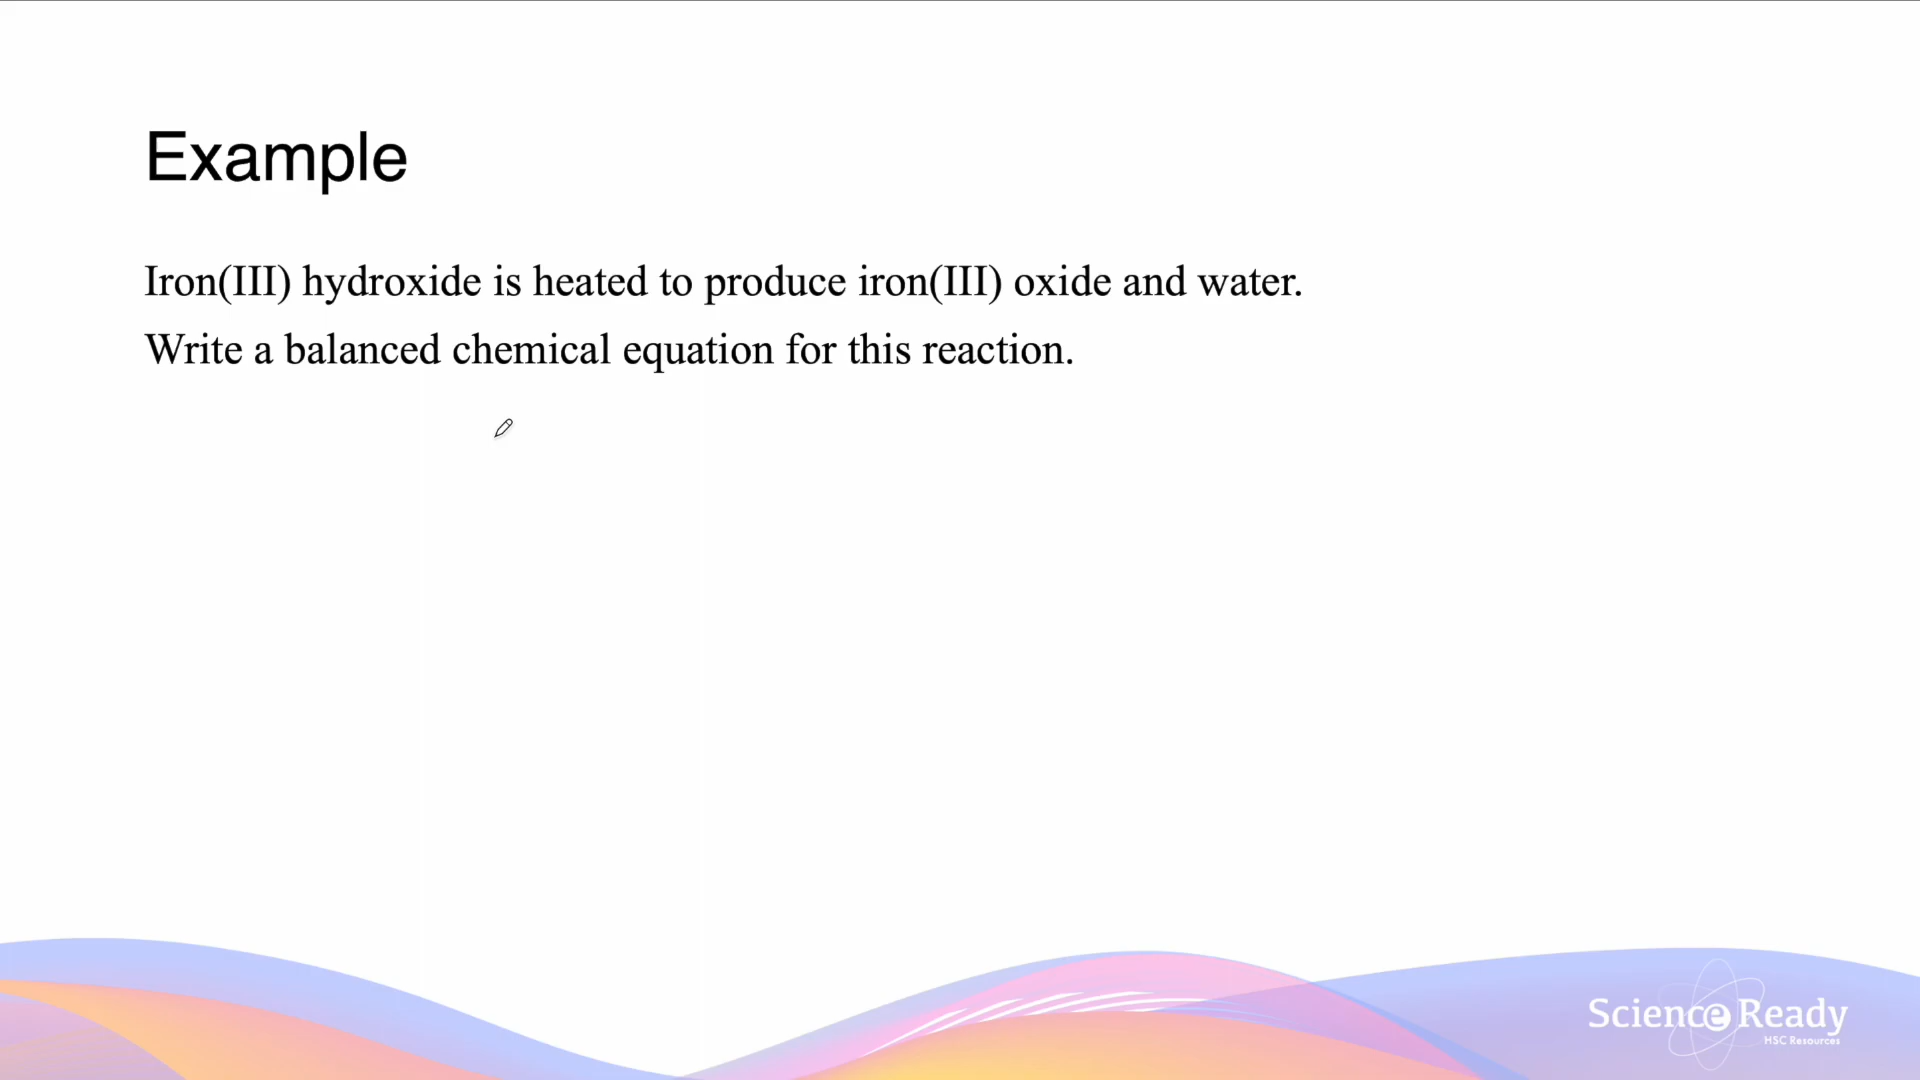 Example
Iron(III) hydroxide is heated to produce iron(III) oxide and water.
Write a balanced chemical equation for this reaction.
Science Ready
HSC Resources